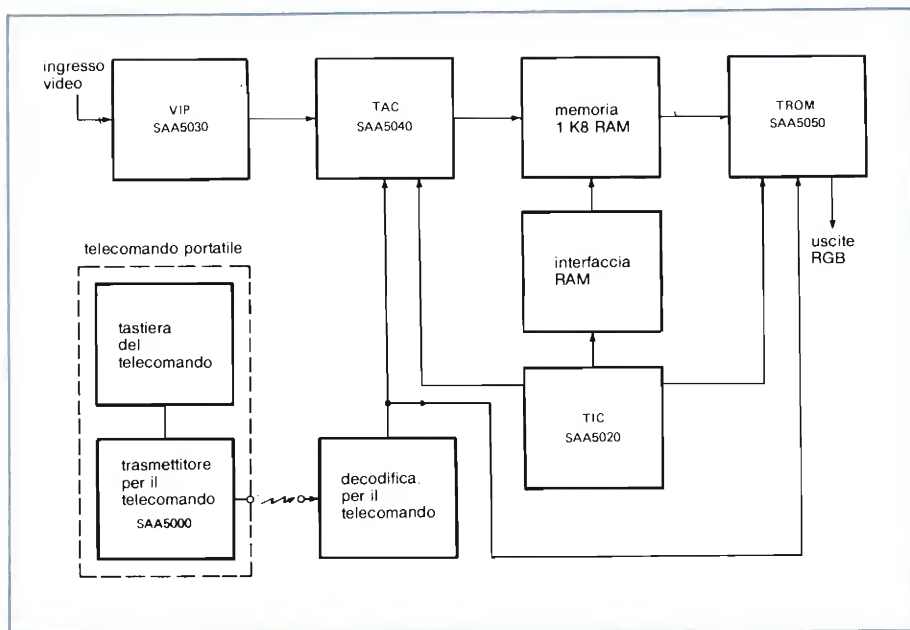 ingresso
video
VIP
SAA5030
TAC
SAA5040
memoria
1 K8 RAM
TROM
SAA5050
uscite
RGB
interfaccia
RAM
telecomando portatile
tastiera
del
telecomando
TIC
SAA5020
trasmettitore
per il
telecomando
SAA5000
decodifica
per il
telecomando